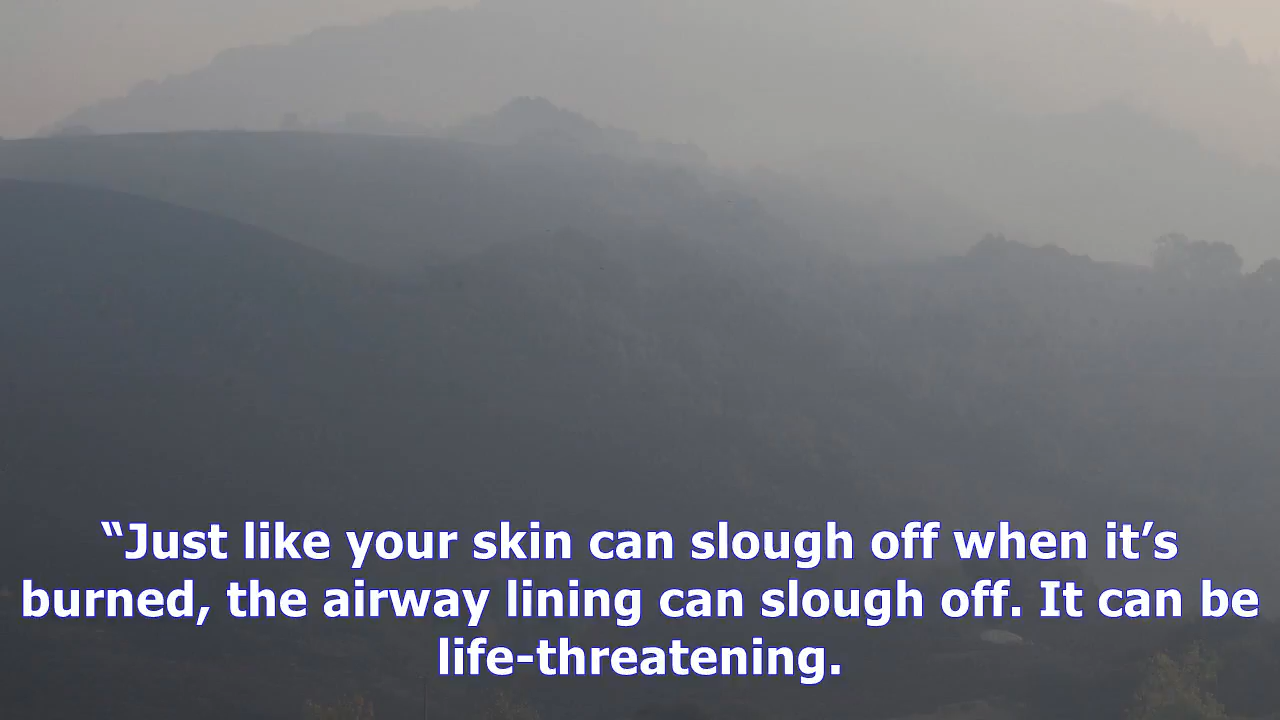 “Just like your skin can slough off when it’s
burned, the airway lining can slough off. It can be
life-threatening.